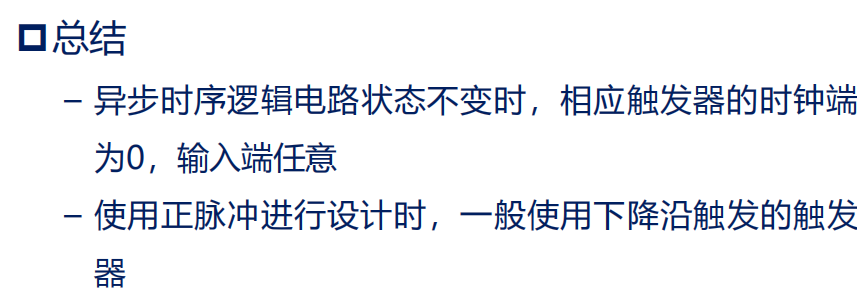 总结
– 异步时序逻辑电路状态不变时，相应触发器的时钟端
为0，输入端任意
– 使用正脉冲进行设计时，一般使用下降沿触发的触发
器